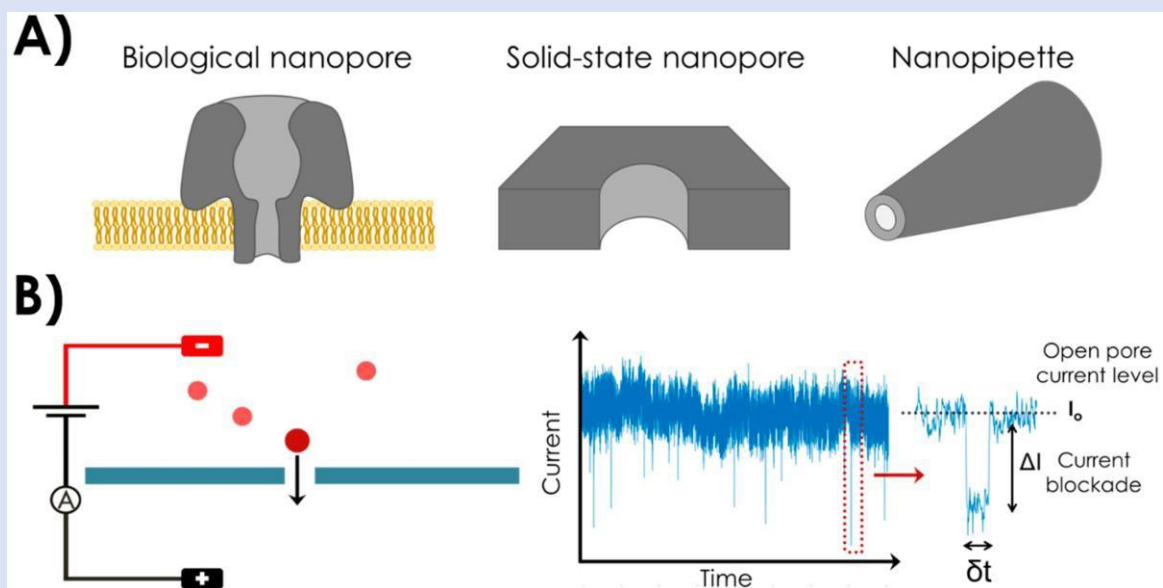 A)
Biological nanopore
Solid-state nanopore
Nanopipette
B)
-
A
+
Current
Time
Open pore
current level
Iₒ
ΔI
Current
blockade
δt